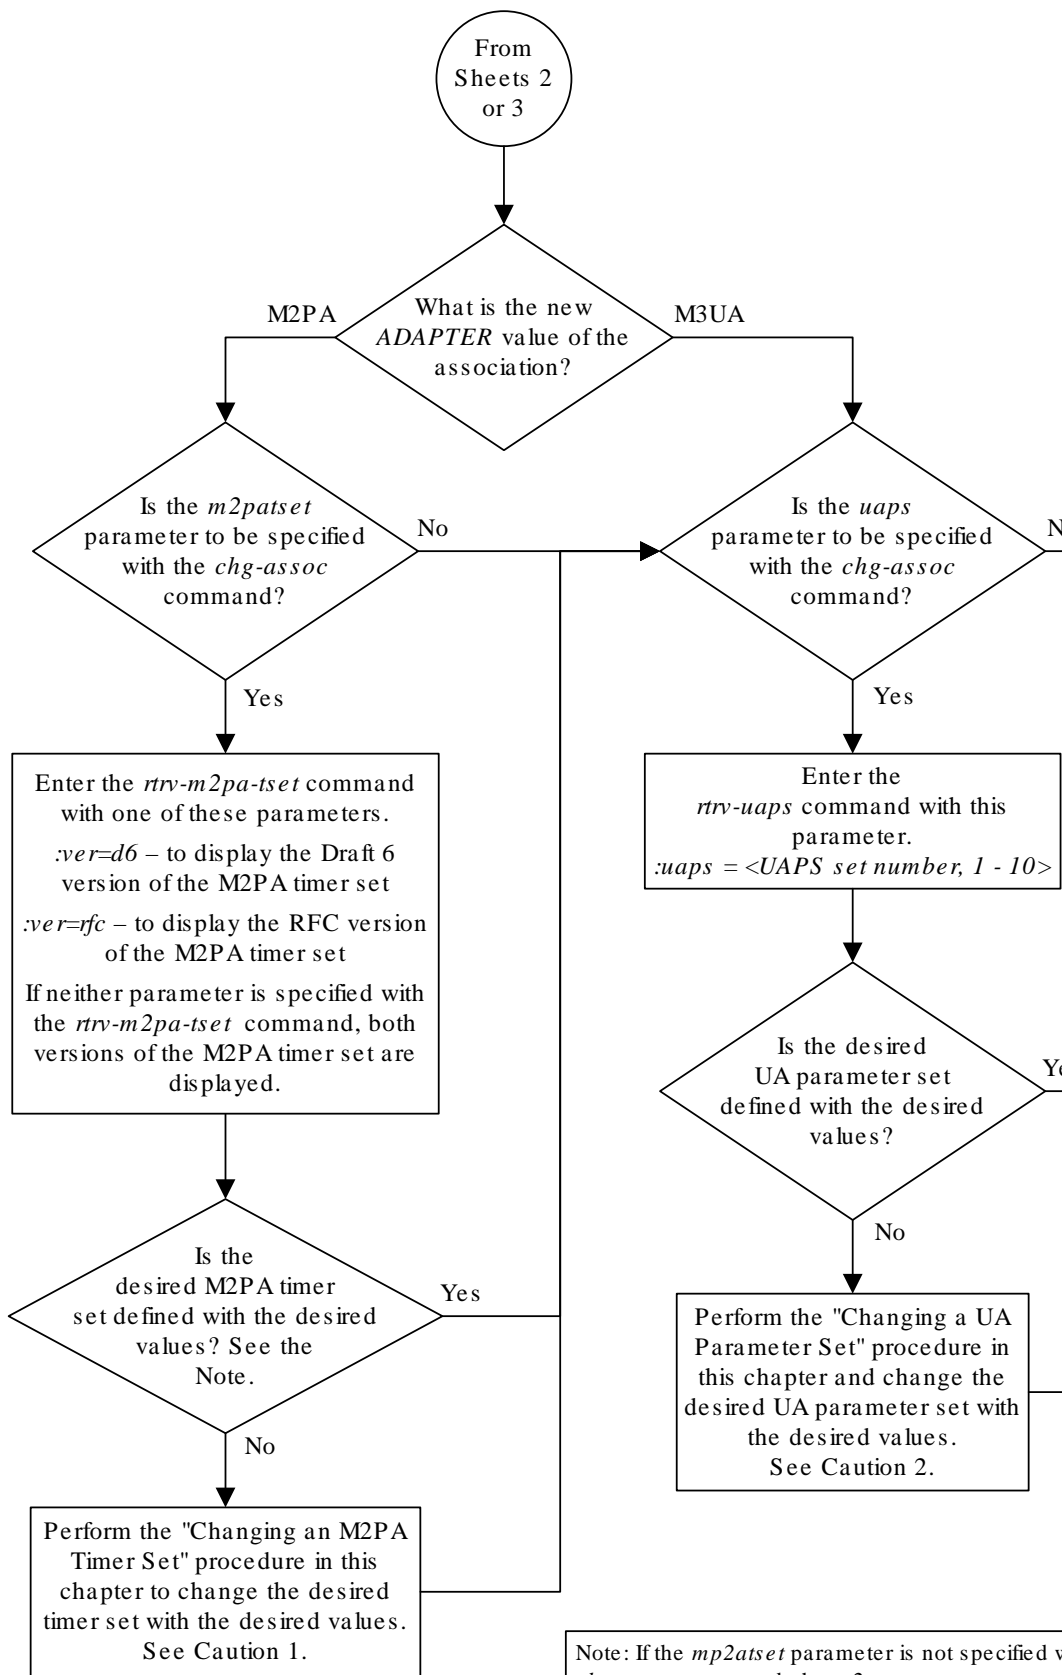 From
Sheets 2
or 3
What is the new
ADAPTER value of the
association?
M2PA
M3UA
Is the m2patset
parameter to be specified
with the chg-assoc
command?
No
Yes
Is the uaps
parameter to be specified
with the chg-assoc
command?
Yes
Enter the rtrv-m2pa-tset command
with one of these parameters.
:ver=d6 – to display the Draft 6
version of the M2PA timer set
:ver=rfc – to display the RFC version
of the M2PA timer set
If neither parameter is specified with
the rtrv-m2pa-tset command, both
versions of the M2PA timer set are
displayed.
Enter the
rtrv-uaps command with this
parameter.
:uaps = <UAPS set number, 1 - 10>
Is the desired
UA parameter set
defined with the desired
values?
No
Is the
desired M2PA timer
set defined with the desired
values? See the
Note.
Yes
No
Perform the "Changing a UA
Parameter Set" procedure in
this chapter and change the
desired UA parameter set with
the desired values.
See Caution 2.
Perform the "Changing an M2PA
Timer Set" procedure in this
chapter to change the desired
timer set with the desired values.
See Caution 1.
Note: If the mp2atset parameter is not specified